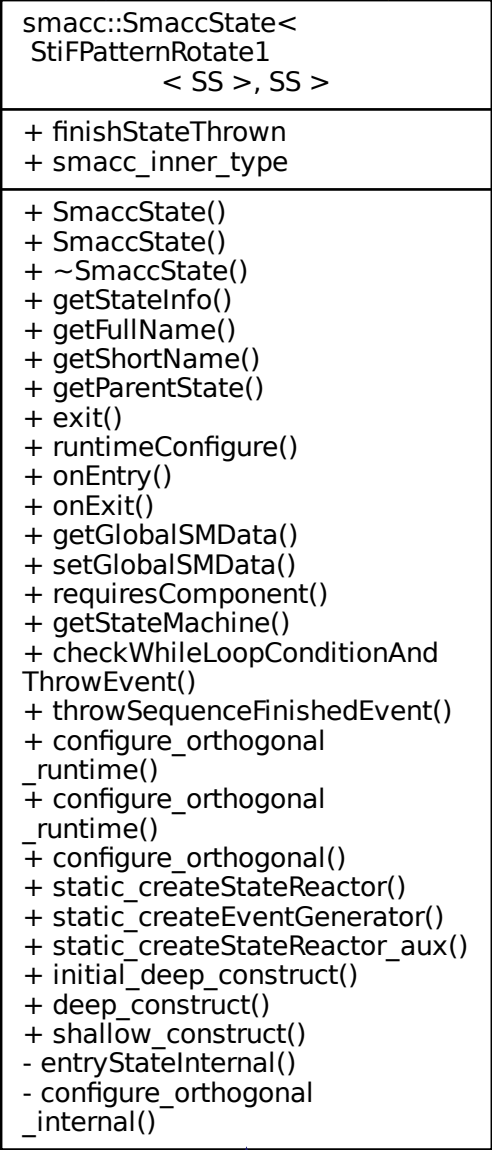 smacc::SmaccState<
StiFPatternRotate1
< SS >, SS >
+ finishStateThrown
+ smacc_inner_type
+ SmaccState()
+ SmaccState()
+ ~SmaccState()
+ getStateInfo()
+ getFullName()
+ getShortName()
+ getParentState()
+ exit()
+ runtimeConfigure()
+ onEntry()
+ onExit()
+ getGlobalSMData()
+ setGlobalSMData()
+ requiresComponent()
+ getStateMachine()
+ checkWhileLoopConditionAnd
ThrowEvent()
+ throwSequenceFinishedEvent()
+ configure_orthogonal
_runtime()
+ configure_orthogonal
_runtime()
+ configure_orthogonal()
+ static_createStateReactor()
+ static_createEventGenerator()
+ static_createStateReactor_aux()
+ initial_deep_construct()
+ deep_construct()
+ shallow_construct()
- entryStateInternal()
- configure_orthogonal
_internal()